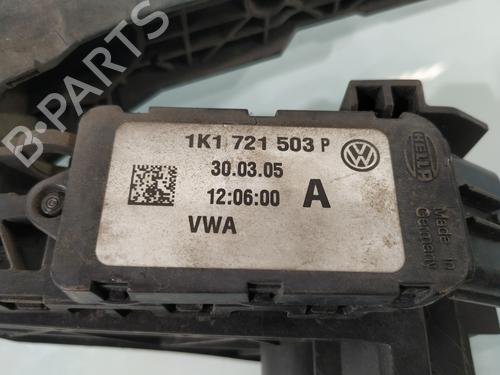 B-PARTS
1K1 721 503 P
30.03.05
12:06:00 A
VWA
HELLA
Made in
Germany